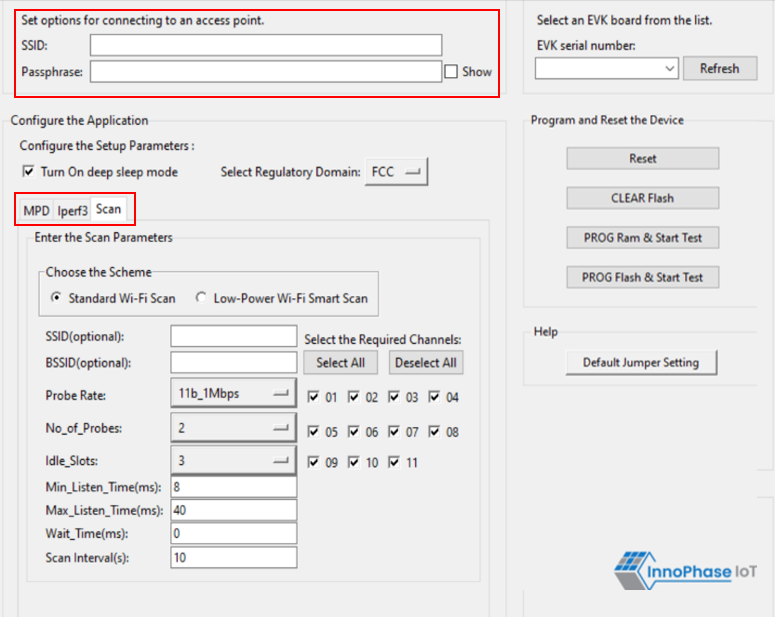 Set options for connecting to an access point.
SSID:
Passphrase:
Show
Select an EVK board from the list.
EVK serial number:
Refresh
Configure the Application
Configure the Setup Parameters :
Turn On deep sleep mode
Select Regulatory Domain: FCC
MPD Iperf3 Scan
Enter the Scan Parameters
Choose the Scheme
Standard Wi-Fi Scan
Low-Power Wi-Fi Smart Scan
SSID(optional):
BSSID(optional):
Probe Rate: 11b_1Mbps
No_of_Probes: 2
Idle_Slots: 3
Min_Listen_Time(ms): 8
Max_Listen_Time(ms): 40
Wait_Time(ms): 0
Scan Interval(s): 10
Select the Required Channels:
Select All Deselect All
01 02 03 04
05 06 07 08
09 10 11
Program and Reset the Device
Reset
CLEAR Flash
PROG Ram & Start Test
PROG Flash & Start Test
Help
Default Jumper Setting
InnoPhase IoT